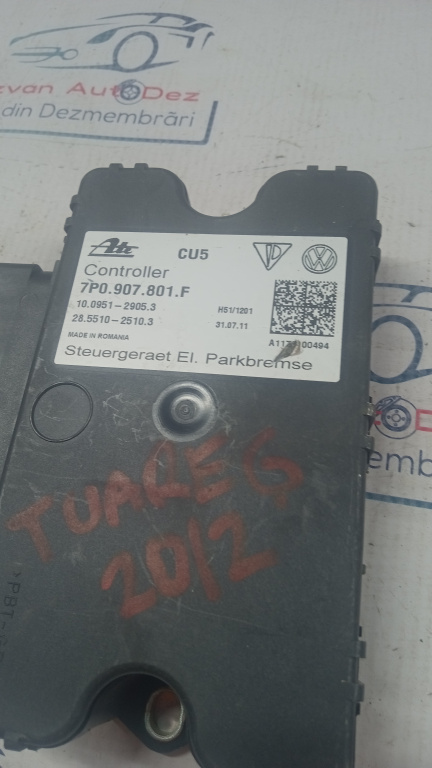 zvan AutoDez
din Dezmembrări
Ate
CU5
Controller
7P0.907.801.F
10.0951-2905.3
28.5510-2510.3
H51/1201
31.07.11
MADE IN ROMANIA
Steuergeraet El. Parkbremse
TUAREG
2012
>PBT